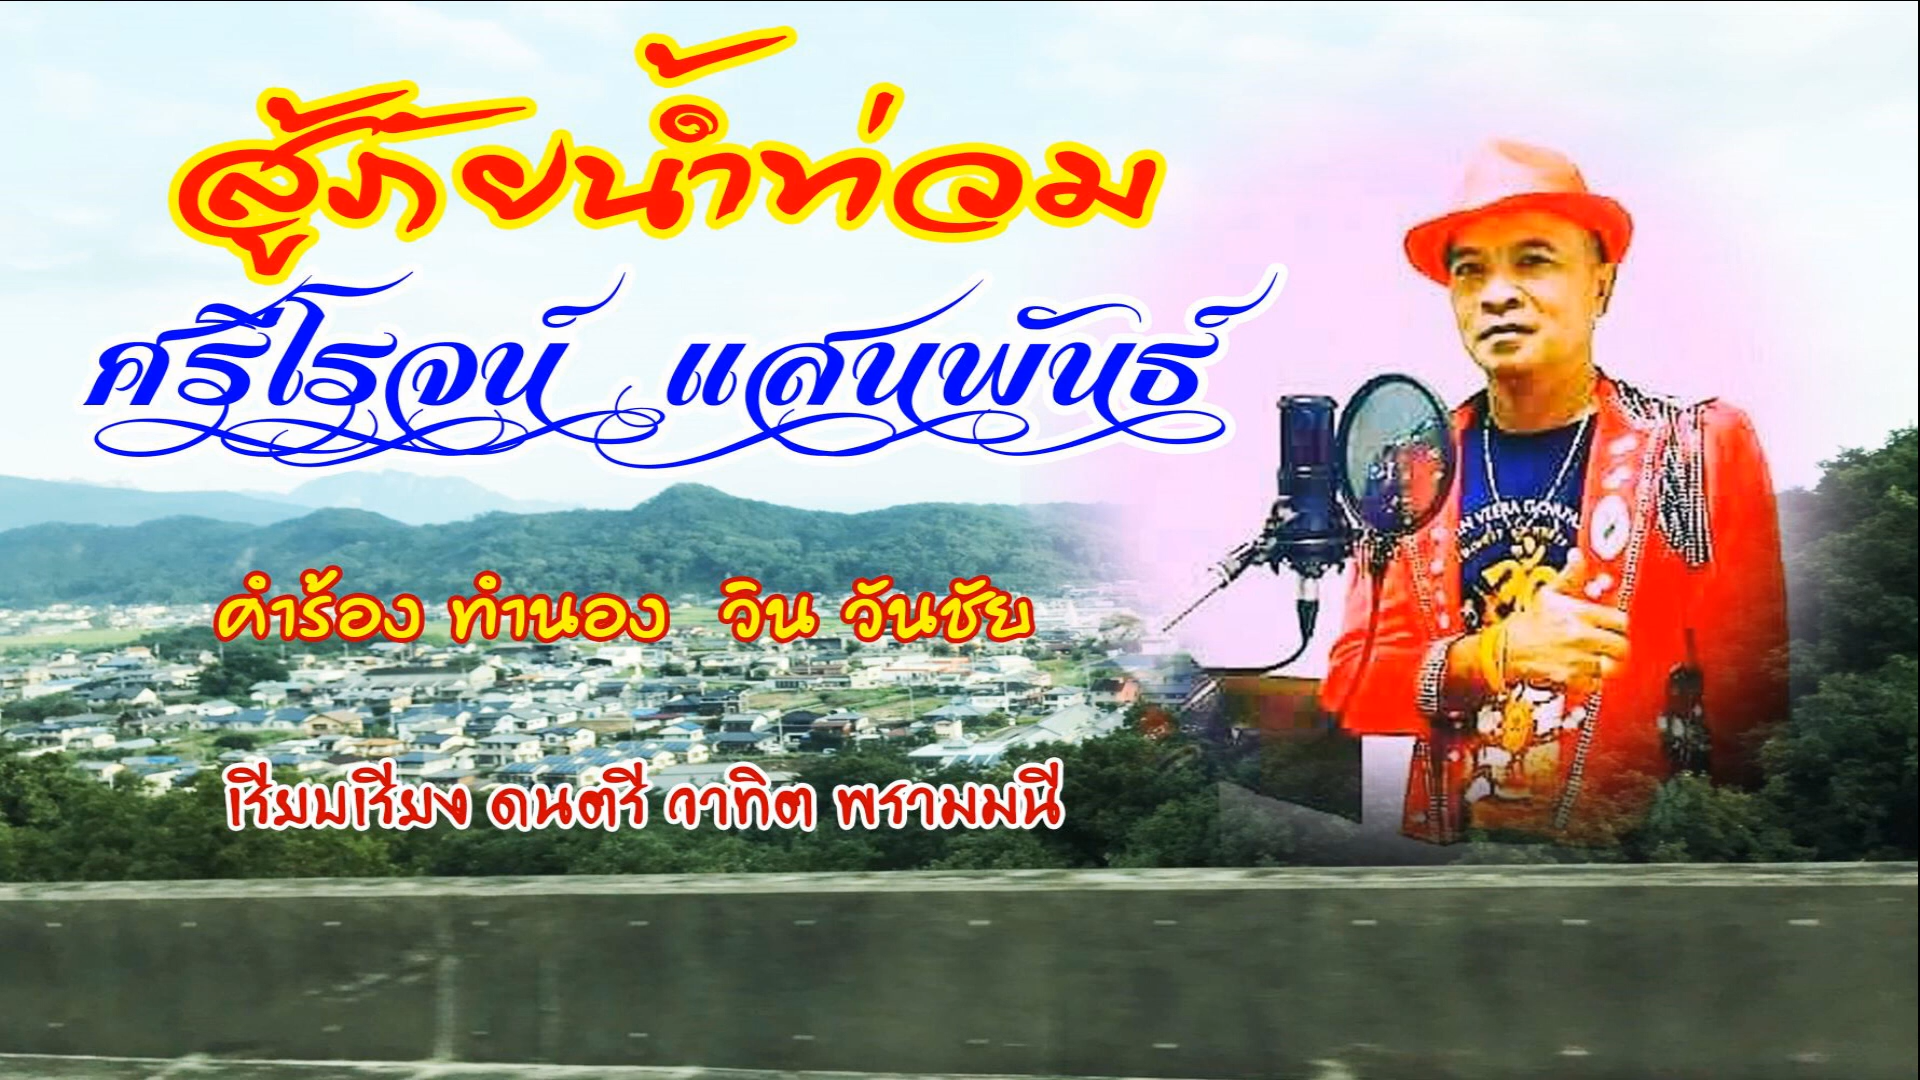 สู้ภัยน้ำท่วม
ศรีโรจน์ แสนพันธ์
คำร้อง ทำนอง วิน วันชัย
เรียบเรียง ดนตรี วาทิต พรามมนี